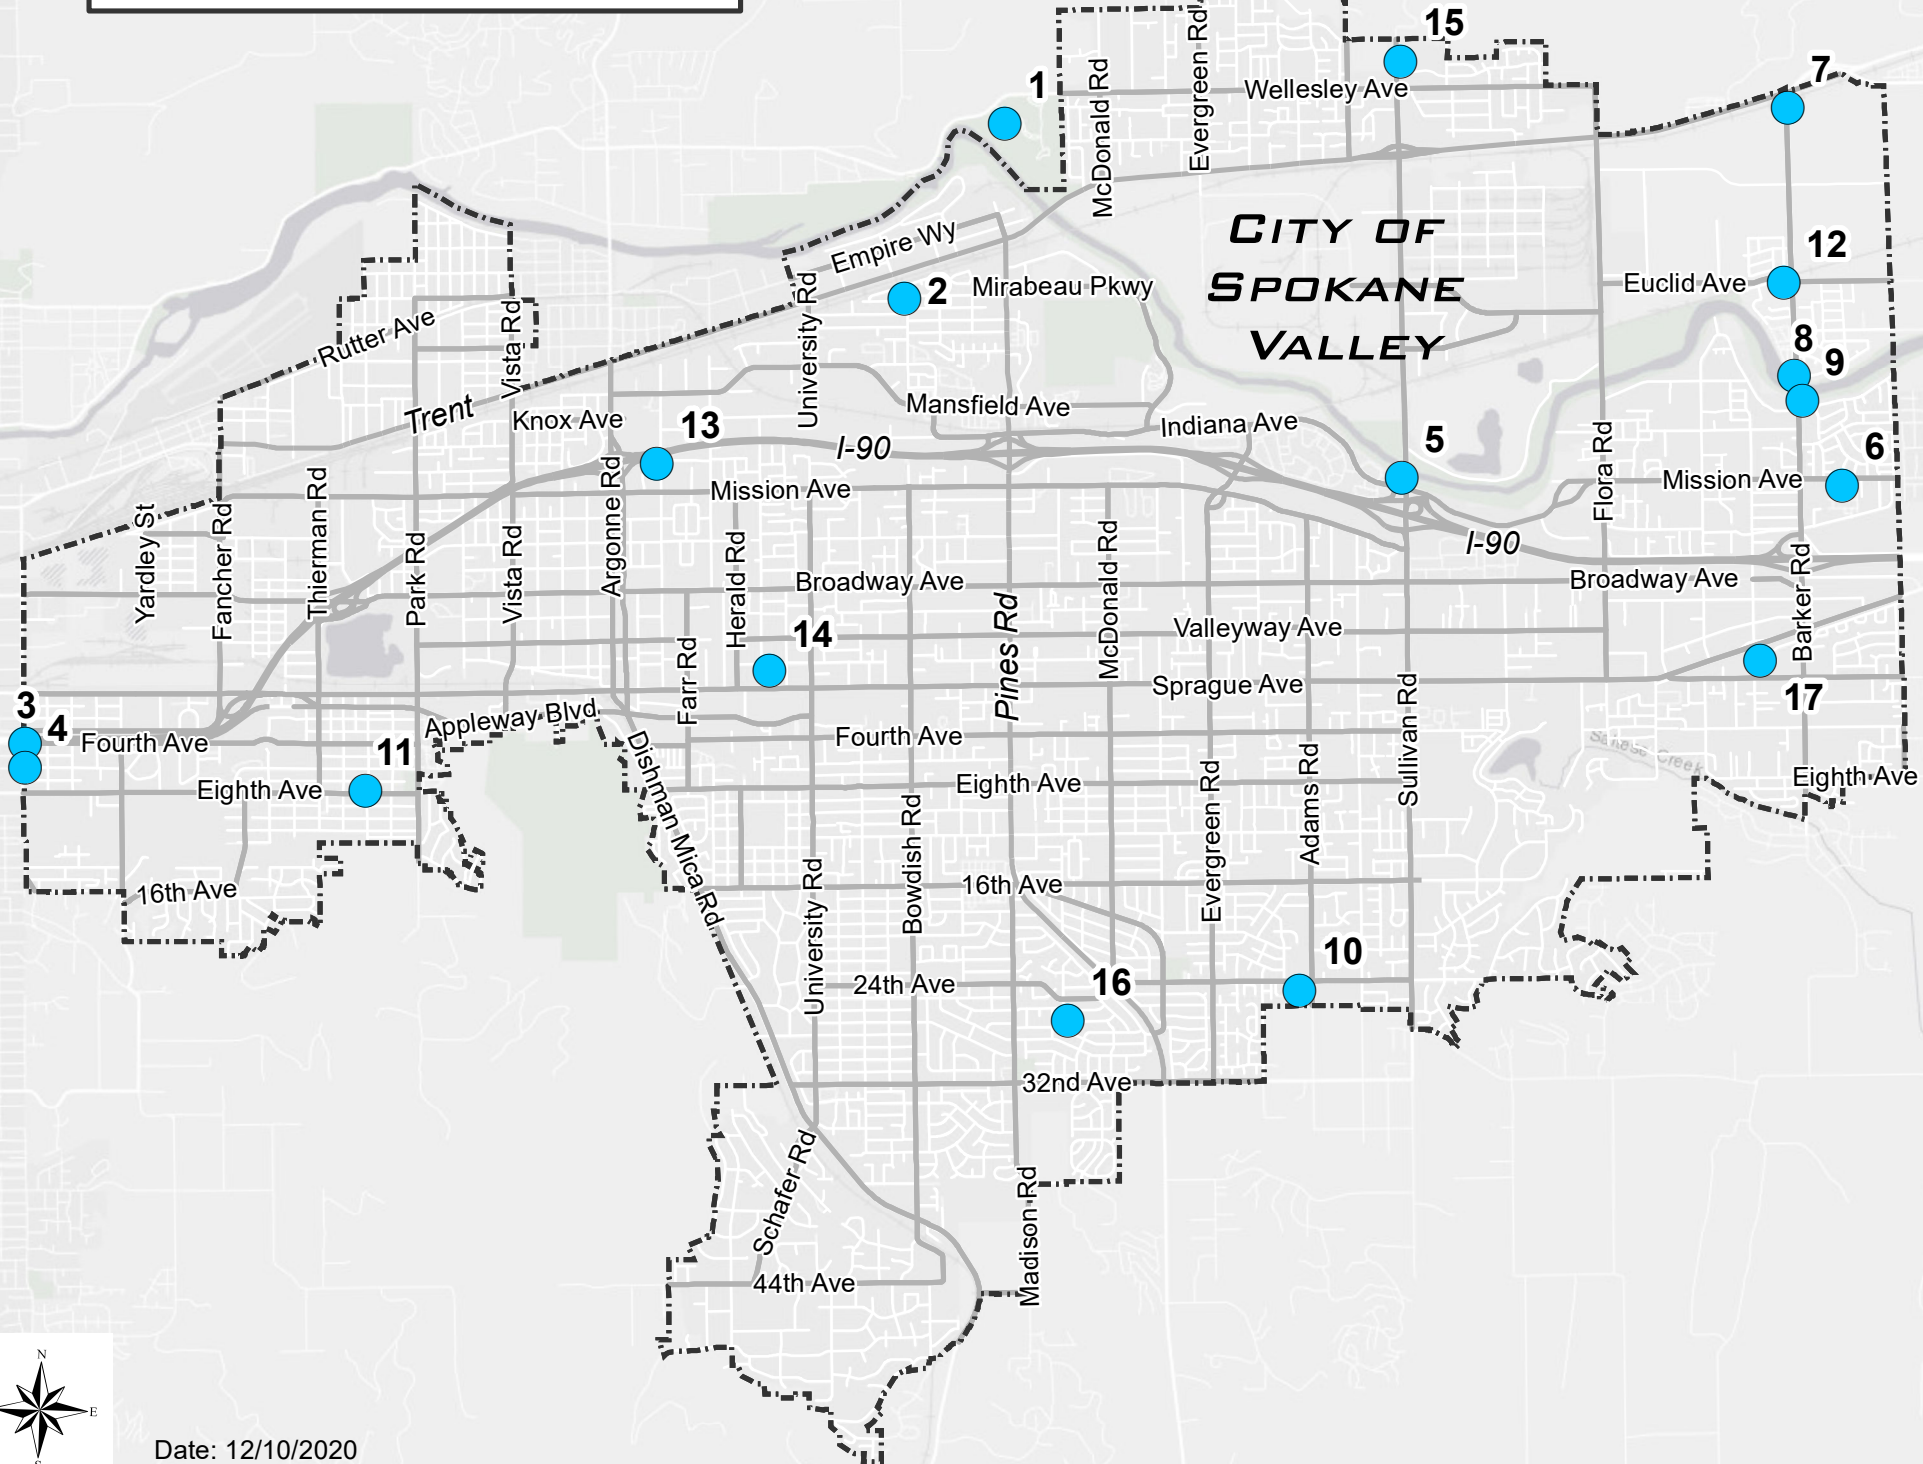 15
7
1
McDonald Rd
Evergreen Rd
Wellesley Ave
CITY OF
SPOKANE
VALLEY
12
Empire Wy
2
Mirabeau Pkwy
Euclid Ave
University Rd
Rutter Ave
Vista Rd
8
9
Trent
Knox Ave
13
Mansfield Ave
Indiana Ave
I-90
5
6
Flora Rd
Mission Ave
Mission Ave
Argonne Rd
Yardley St
Fancher Rd
Thierman Rd
Park Rd
Vista Rd
Herald Rd
McDonald Rd
I-90
Broadway Ave
Broadway Ave
Barker Rd
14
Pines Rd
Valleyway Ave
Farr Rd
Sprague Ave
Sullivan Rd
17
3
4
Fourth Ave
Appleway Blvd
11
Dishman Mica Rd
Fourth Ave
Saltese Creek
Eighth Ave
Eighth Ave
Eighth Ave
Bowdish Rd
Evergreen Rd
Adams Rd
16th Ave
16th Ave
University Rd
24th Ave
16
10
32nd Ave
Schafer Rd
Madison Rd
44th Ave
N
E
S
Date: 12/10/2020